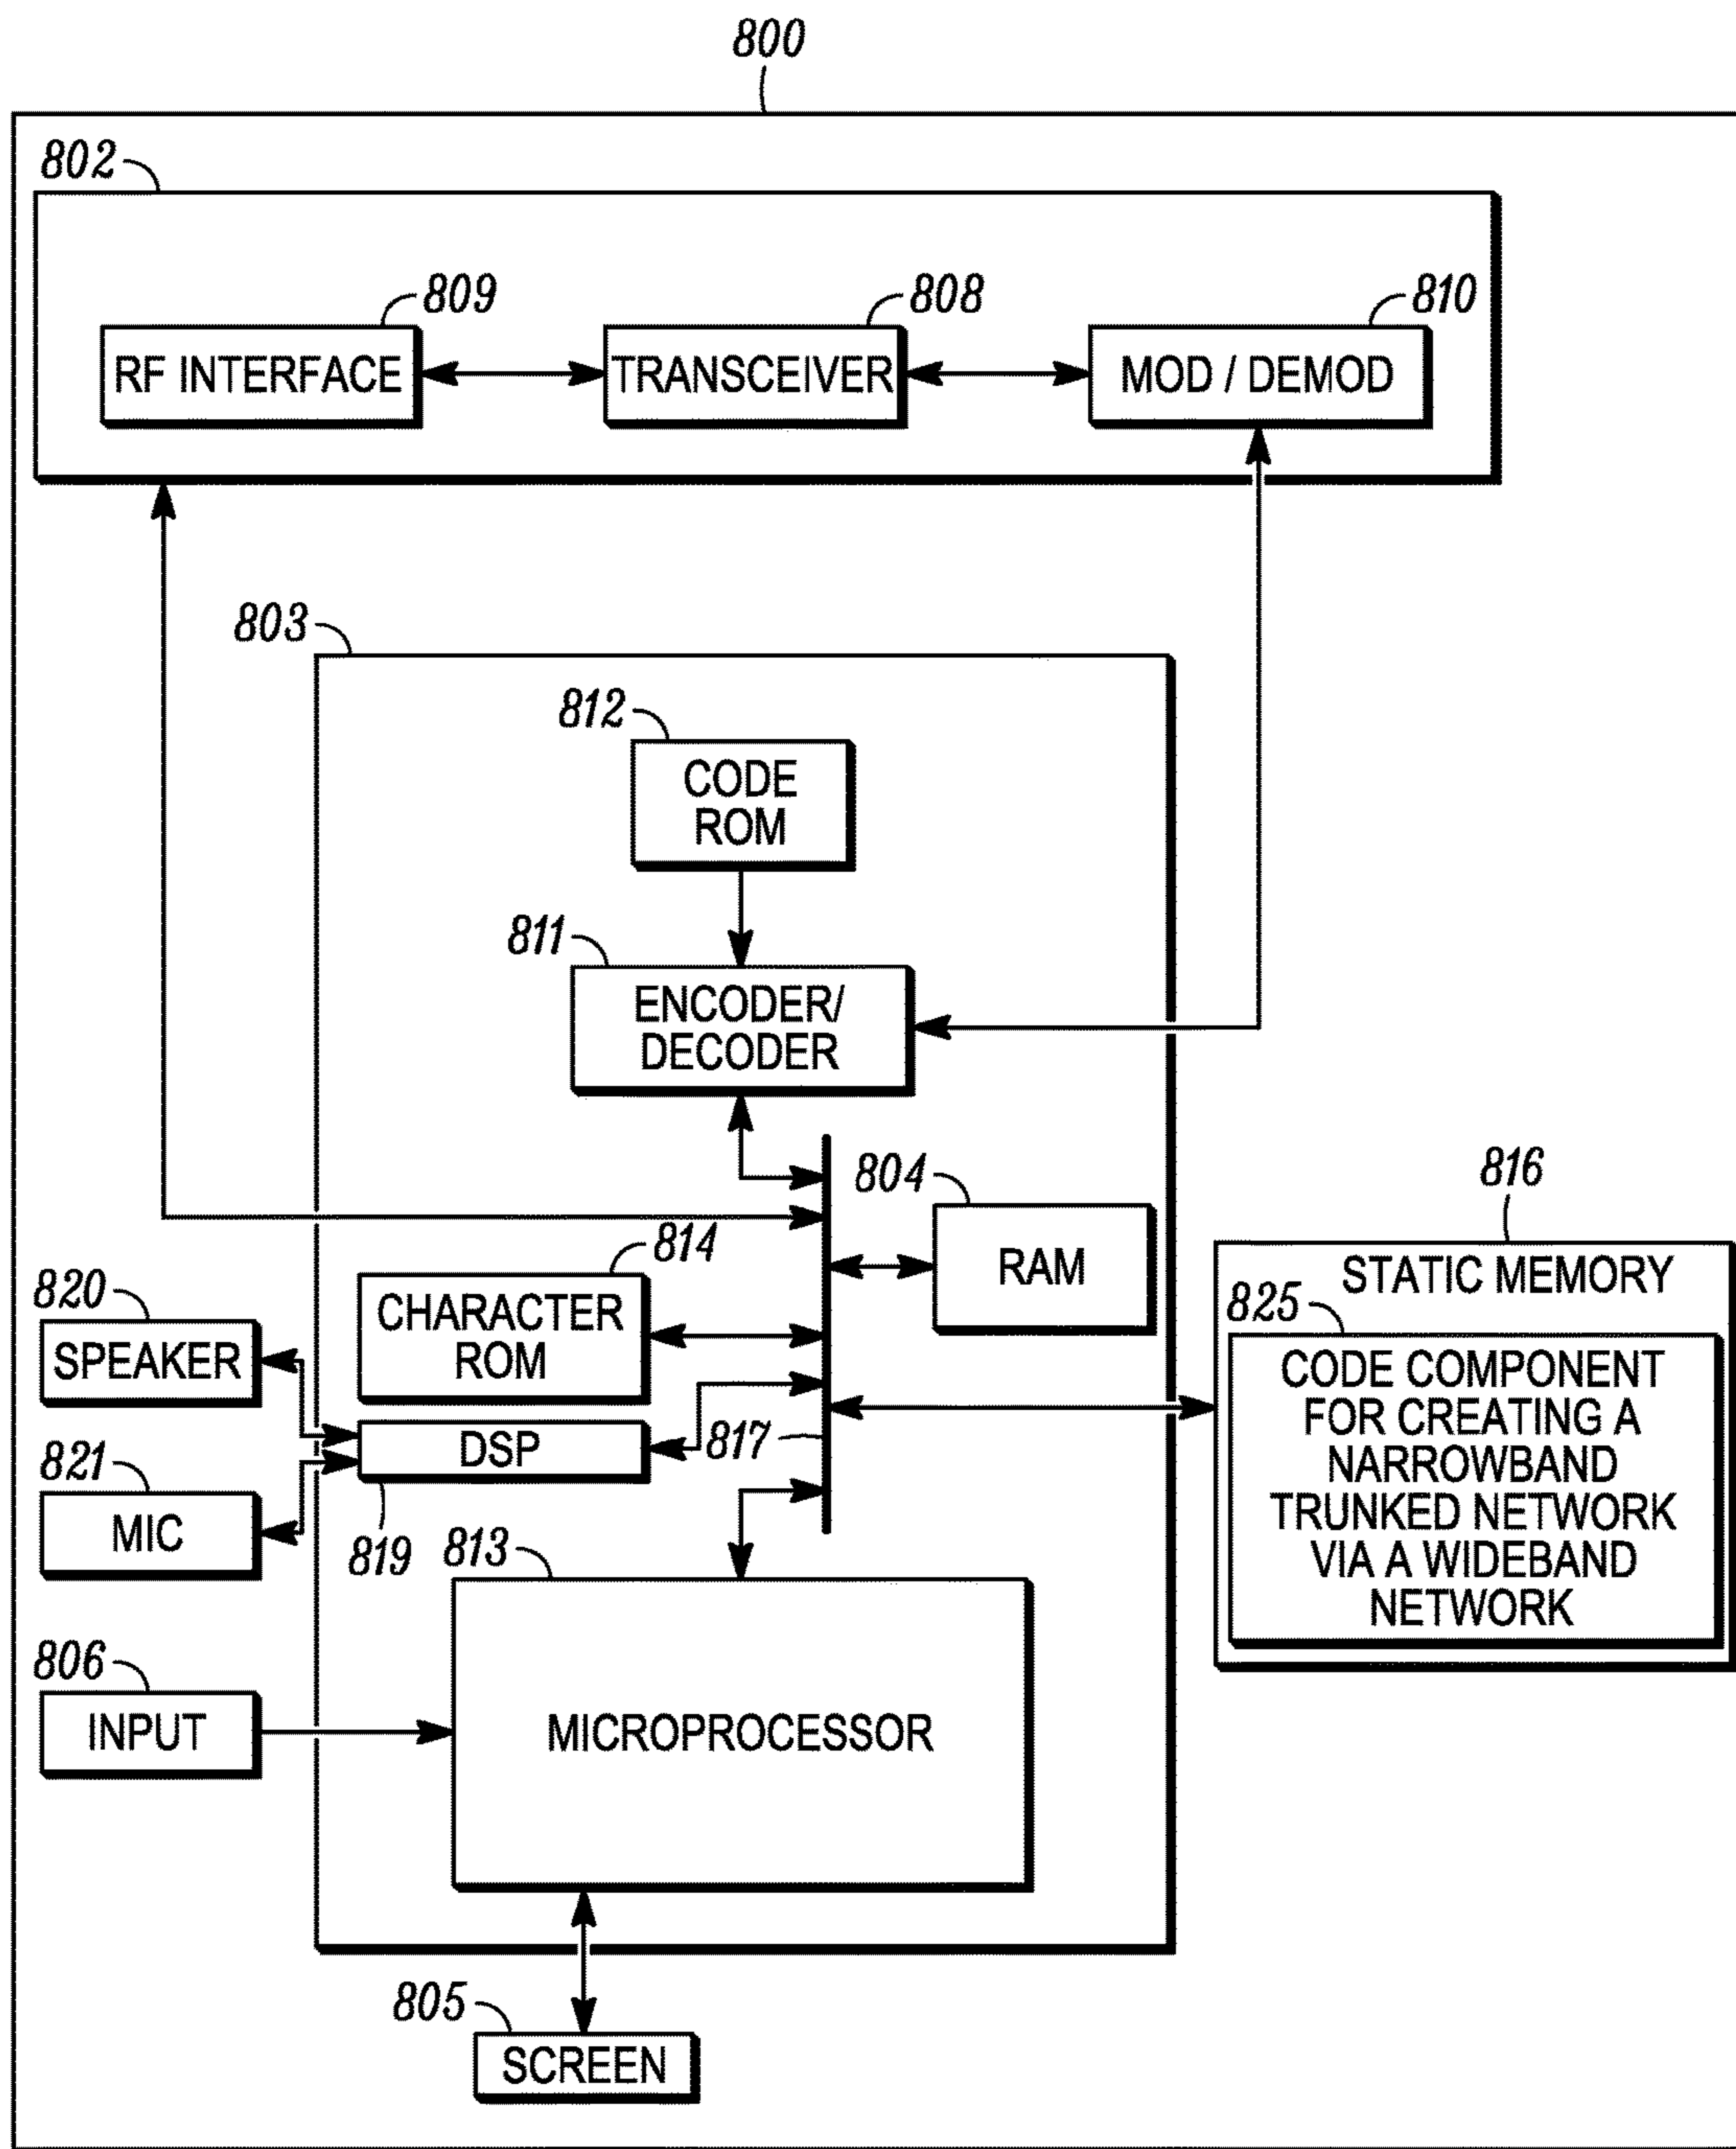 800
802
809
808
810
RF INTERFACE
TRANSCEIVER
MOD / DEMOD
803
812
CODE
ROM
811
ENCODER/
DECODER
804
RAM
814
CHARACTER
ROM
816
STATIC MEMORY
825
CODE COMPONENT
FOR CREATING A
NARROWBAND
TRUNKED NETWORK
VIA A WIDEBAND
NETWORK
820
SPEAKER
817
DSP
821
MIC
819
813
MICROPROCESSOR
806
INPUT
805
SCREEN